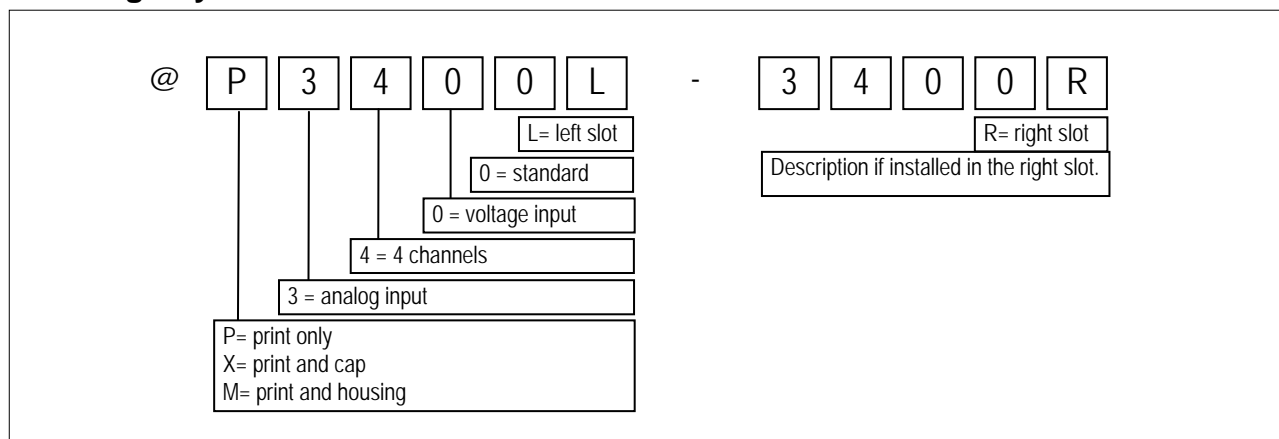 @ P 3 4 0 0 L - 3 4 0 0 R
L= left slot
R= right slot
0 = standard
Description if installed in the right slot.
0 = voltage input
4 = 4 channels
3 = analog input
P= print only
X= print and cap
M= print and housing